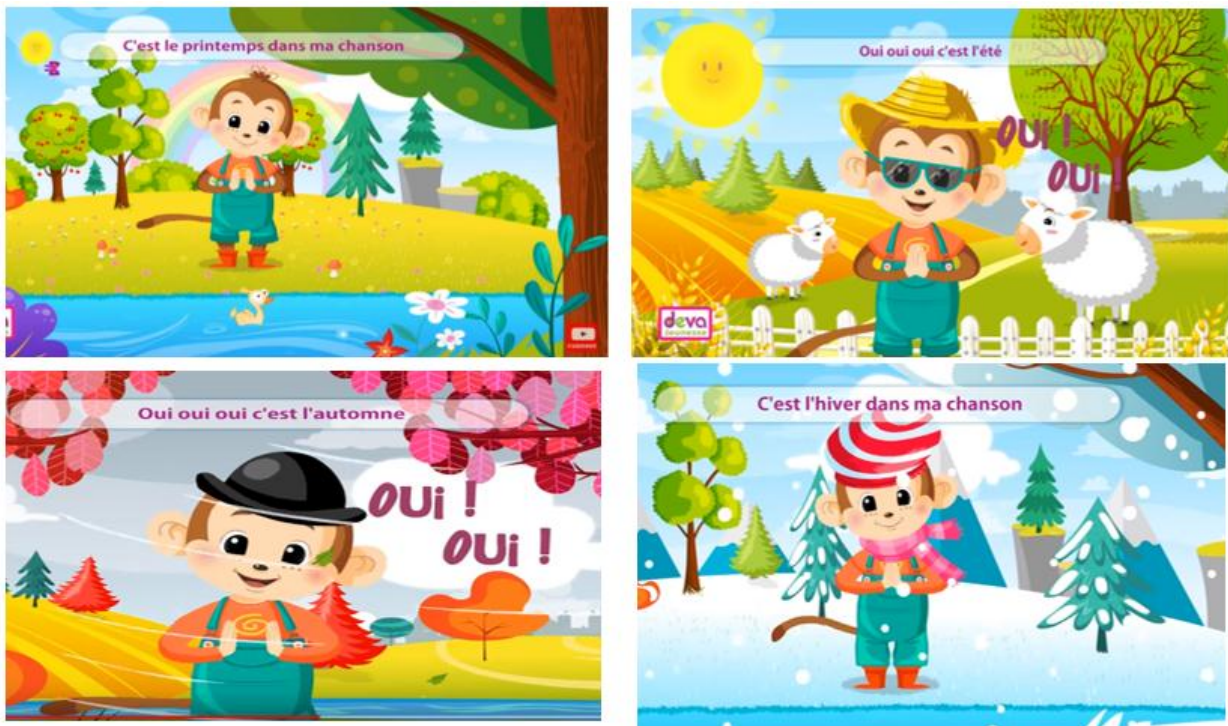 C'est le printemps dans ma chanson
Oui oui oui c'est l'été
OUi !
OUi !
deva
jeunesse
Oui oui oui c'est l'automne
OUi !
OUi !
C'est l'hiver dans ma chanson